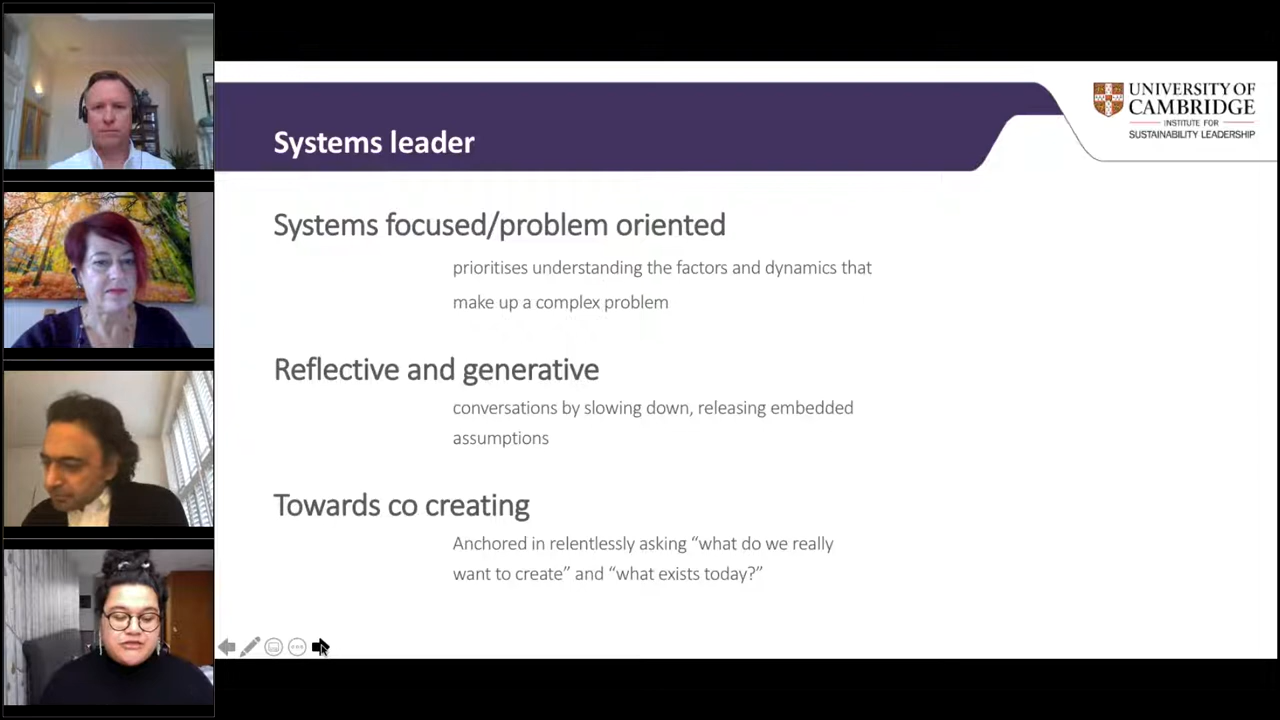 Systems leader
UNIVERSITY OF
CAMBRIDGE
INSTITUTE FOR
SUSTAINABILITY LEADERSHIP
Systems focused/problem oriented
prioritises understanding the factors and dynamics that
make up a complex problem
Reflective and generative
conversations by slowing down, releasing embedded
assumptions
Towards co creating
Anchored in relentlessly asking “what do we really
want to create” and “what exists today?”